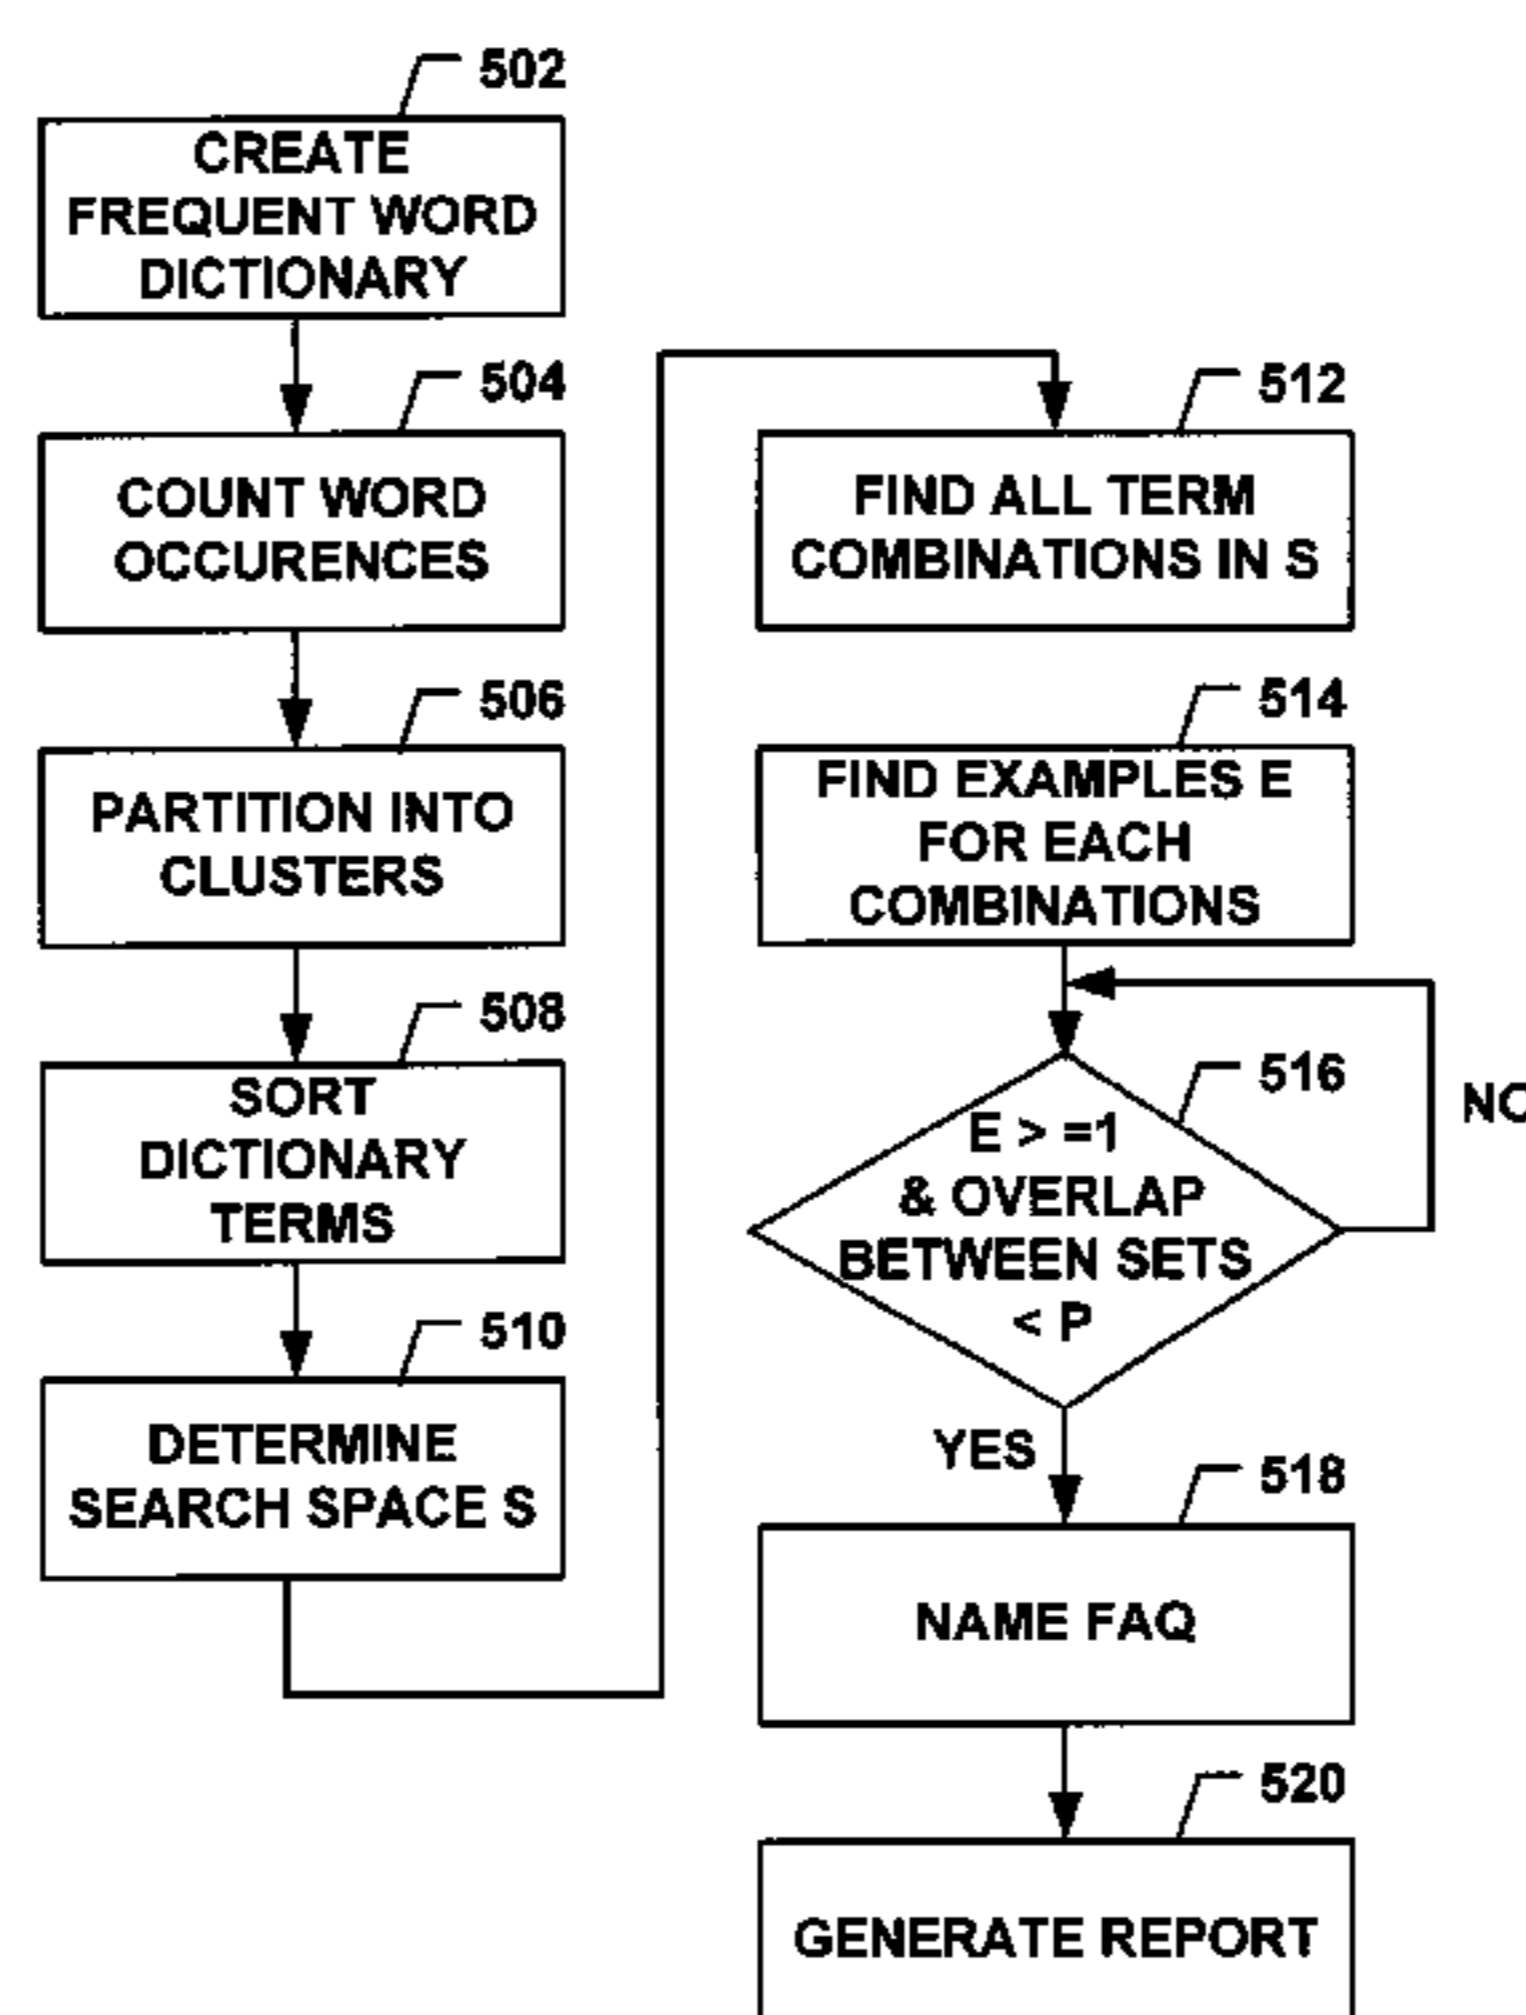 502
CREATE
FREQUENT WORD
DICTIONARY
504
COUNT WORD
OCCURENCES
506
PARTITION INTO
CLUSTERS
508
SORT
DICTIONARY
TERMS
510
DETERMINE
SEARCH SPACE S
512
FIND ALL TERM
COMBINATIONS IN S
514
FIND EXAMPLES E
FOR EACH
COMBINATIONS
516
E > =1
& OVERLAP
BETWEEN SETS
< P
NO
YES
518
NAME FAQ
520
GENERATE REPORT